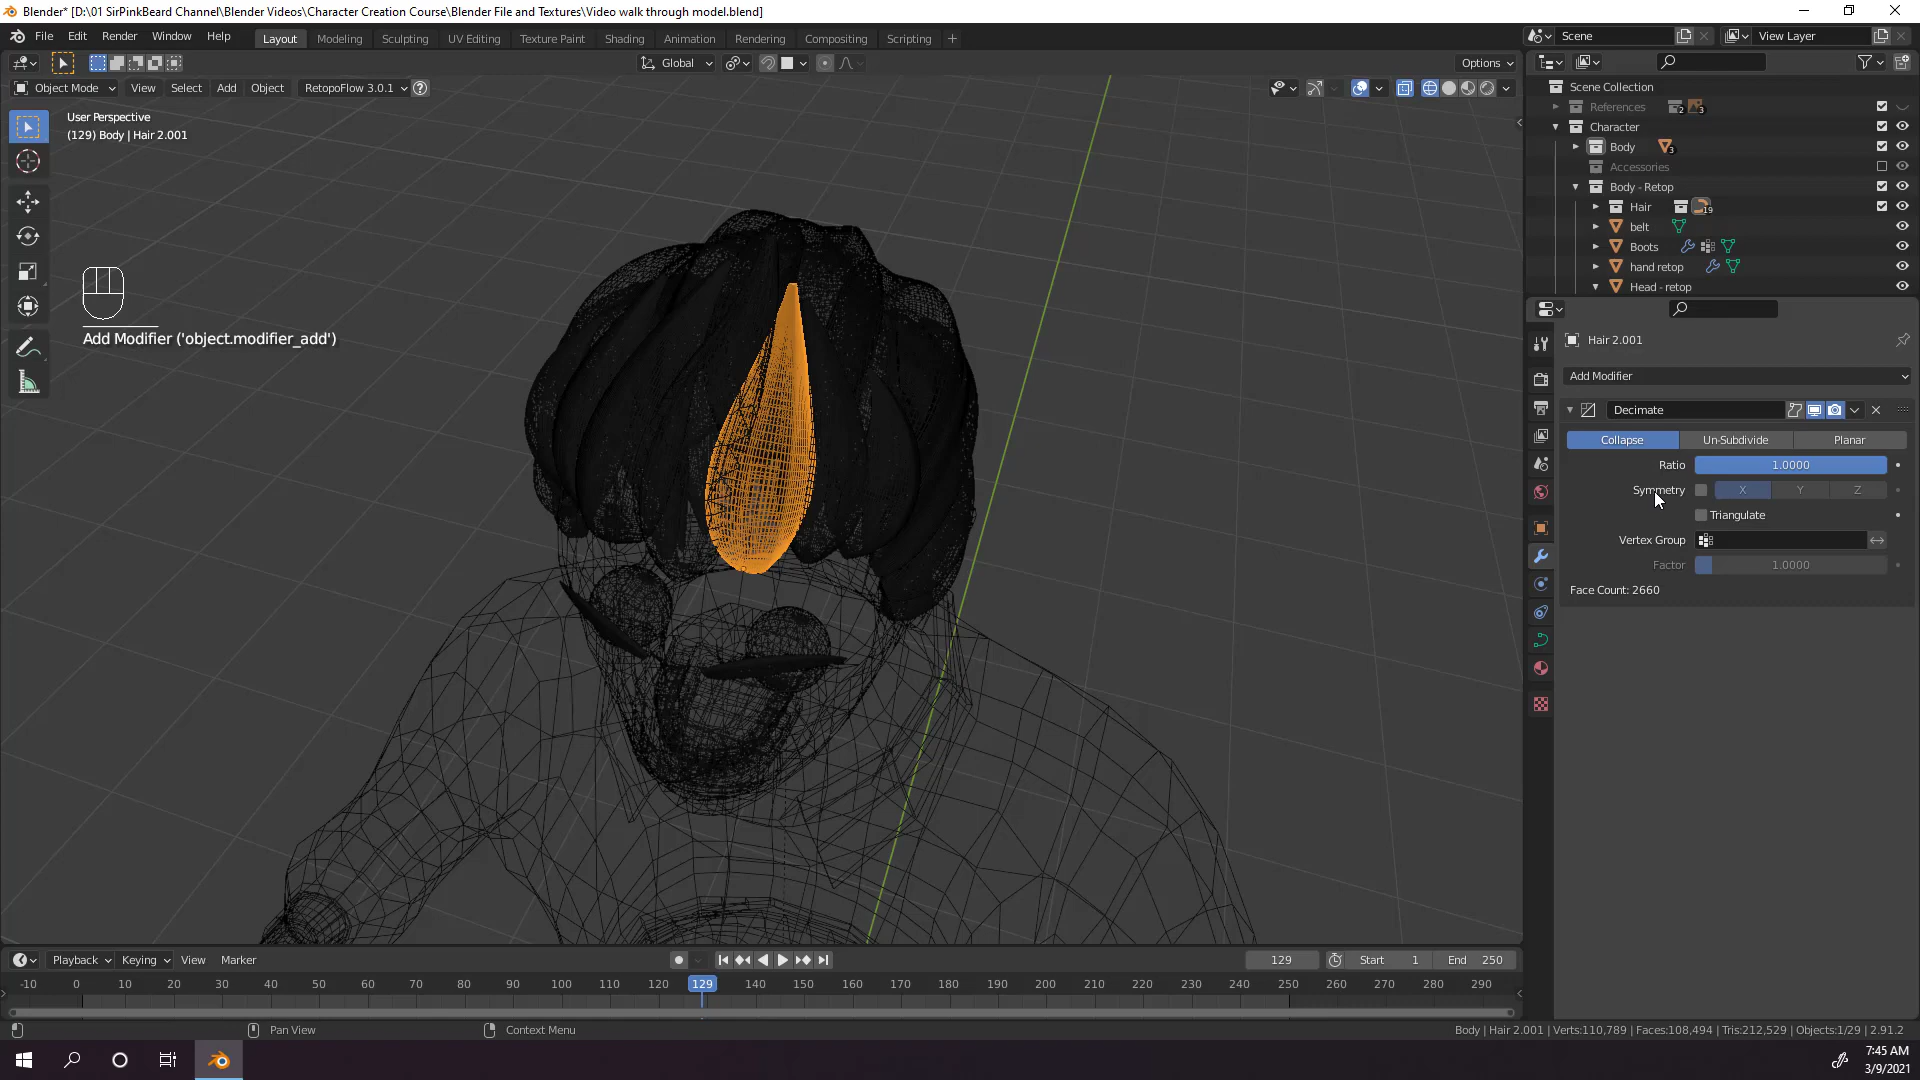 Blender* [D:\01 SirPinkBeard Channel\Blender Videos\Character Creation Course\Blender File and Textures\Video walk through model.blend]
File Edit Render Window Help Layout Modeling Sculpting UV Editing Texture Paint Shading Animation Rendering Compositing Scripting + Scene View Layer
Global Options
Object Mode View Select Add Object RetopoFlow 3.0.1 ?
User Perspective
(129) Body | Hair 2.001
Add Modifier ('object.modifier_add')
Scene Collection
References 2 3
Character
Body 3
Accessories
Body - Retop
Hair 19
belt
Boots
hand retop
Head - retop
Hair 2.001
Add Modifier
Decimate
Collapse Un-Subdivide Planar
Ratio 1.0000
Symmetry X Y Z
Triangulate
Vertex Group
Factor 1.0000
Face Count: 2660
Playback Keying View Marker 129 Start 1 End 250
-10 0 10 20 30 40 50 60 70 80 90 100 110 120 129 140 150 160 170 180 190 200 210 220 230 240 250 260 270 280 290
Pan View Context Menu Body | Hair 2.001 | Verts:110,789 | Faces:108,494 | Tris:212,529 | Objects:1/29 | 2.91.2
7:45 AM
3/9/2021